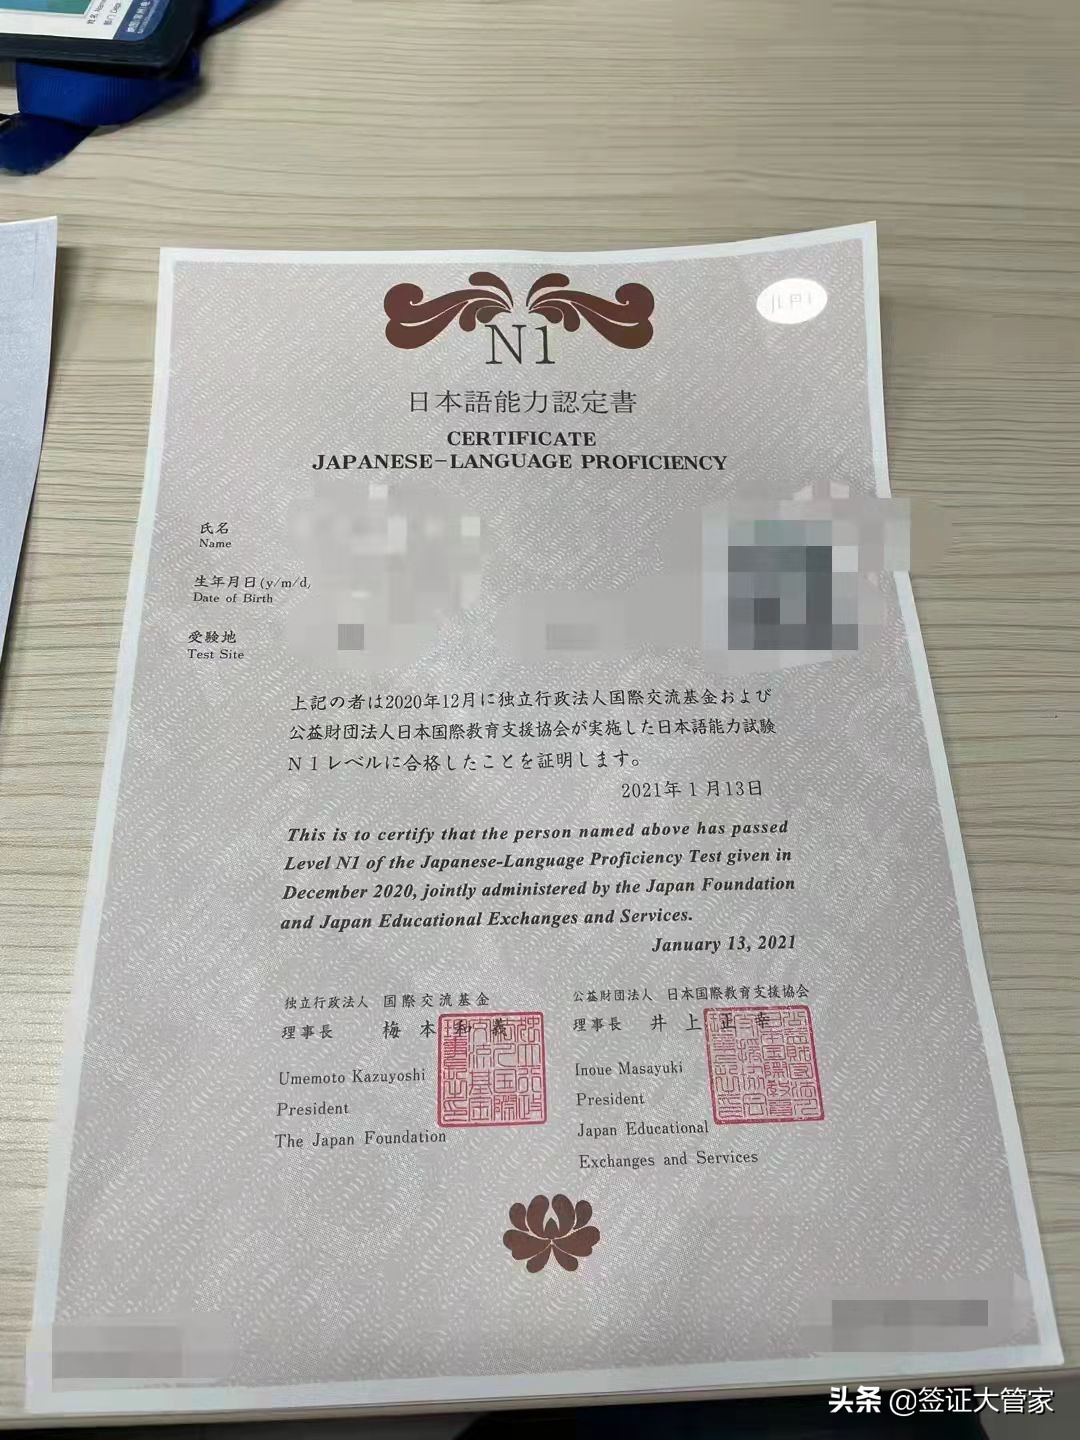 姓名
部门
N1
日本語能力認定書
CERTIFICATE
JAPANESE-LANGUAGE PROFICIENCY
氏名
Name
生年月日(y/m/d)
Date of Birth
受験地
Test Site
上記の者は2020年12月に独立行政法人国際交流基金および
公益財団法人日本国際教育支援協会が実施した日本語能力試験
N1レベルに合格したことを証明します。
2021年1月13日
This is to certify that the person named above has passed
Level N1 of the Japanese-Language Proficiency Test given in
December 2020, jointly administered by the Japan Foundation
and Japan Educational Exchanges and Services.
January 13, 2021
独立行政法人 国際交流基金
理事長 梅本和義
Umemoto Kazuyoshi
President
The Japan Foundation
公益財団法人 日本国際教育支援協会
理事長 井上正幸
Inoue Masayuki
President
Japan Educational
Exchanges and Services
头条 @签证大管家